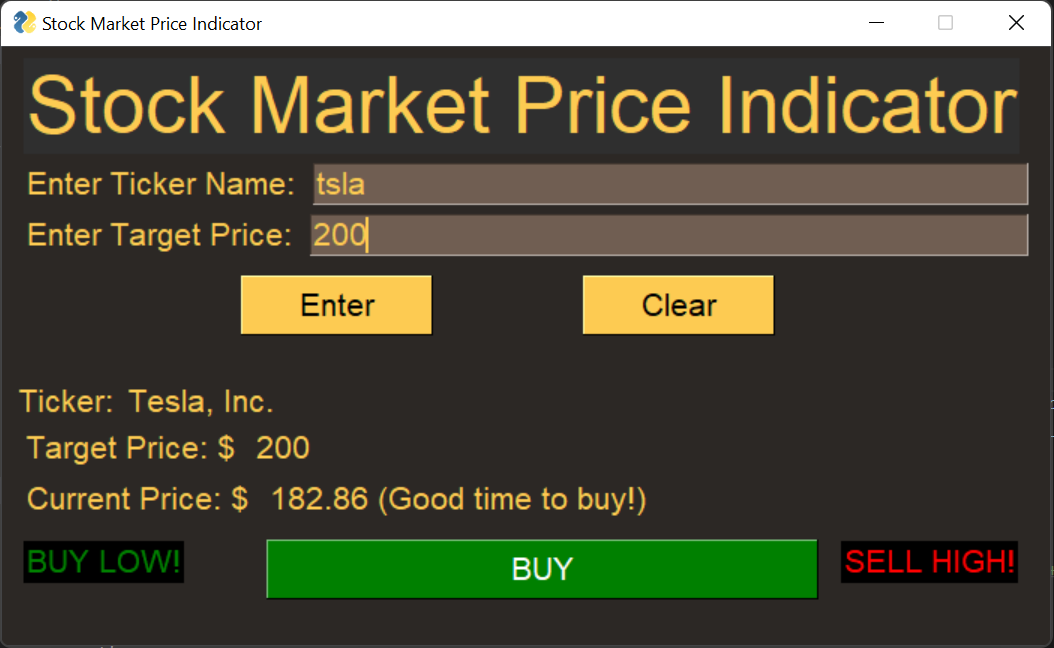 Stock Market Price Indicator
Stock Market Price Indicator
Enter Ticker Name: tsla
Enter Target Price: 200
Enter Clear
Ticker: Tesla, Inc.
Target Price: $ 200
Current Price: $ 182.86 (Good time to buy!)
BUY LOW! BUY SELL HIGH!